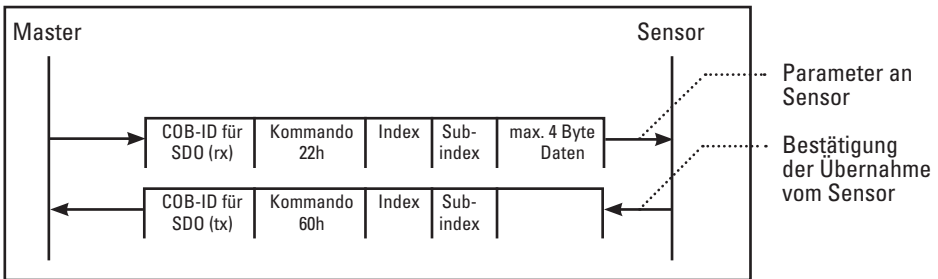 Master
Sensor
Parameter an
Sensor
COB-ID für
SDO (rx)
Kommando
22h
Index
Sub-
index
max. 4 Byte
Daten
Bestätigung
der Übernahme
vom Sensor
COB-ID für
SDO (tx)
Kommando
60h
Index
Sub-
index